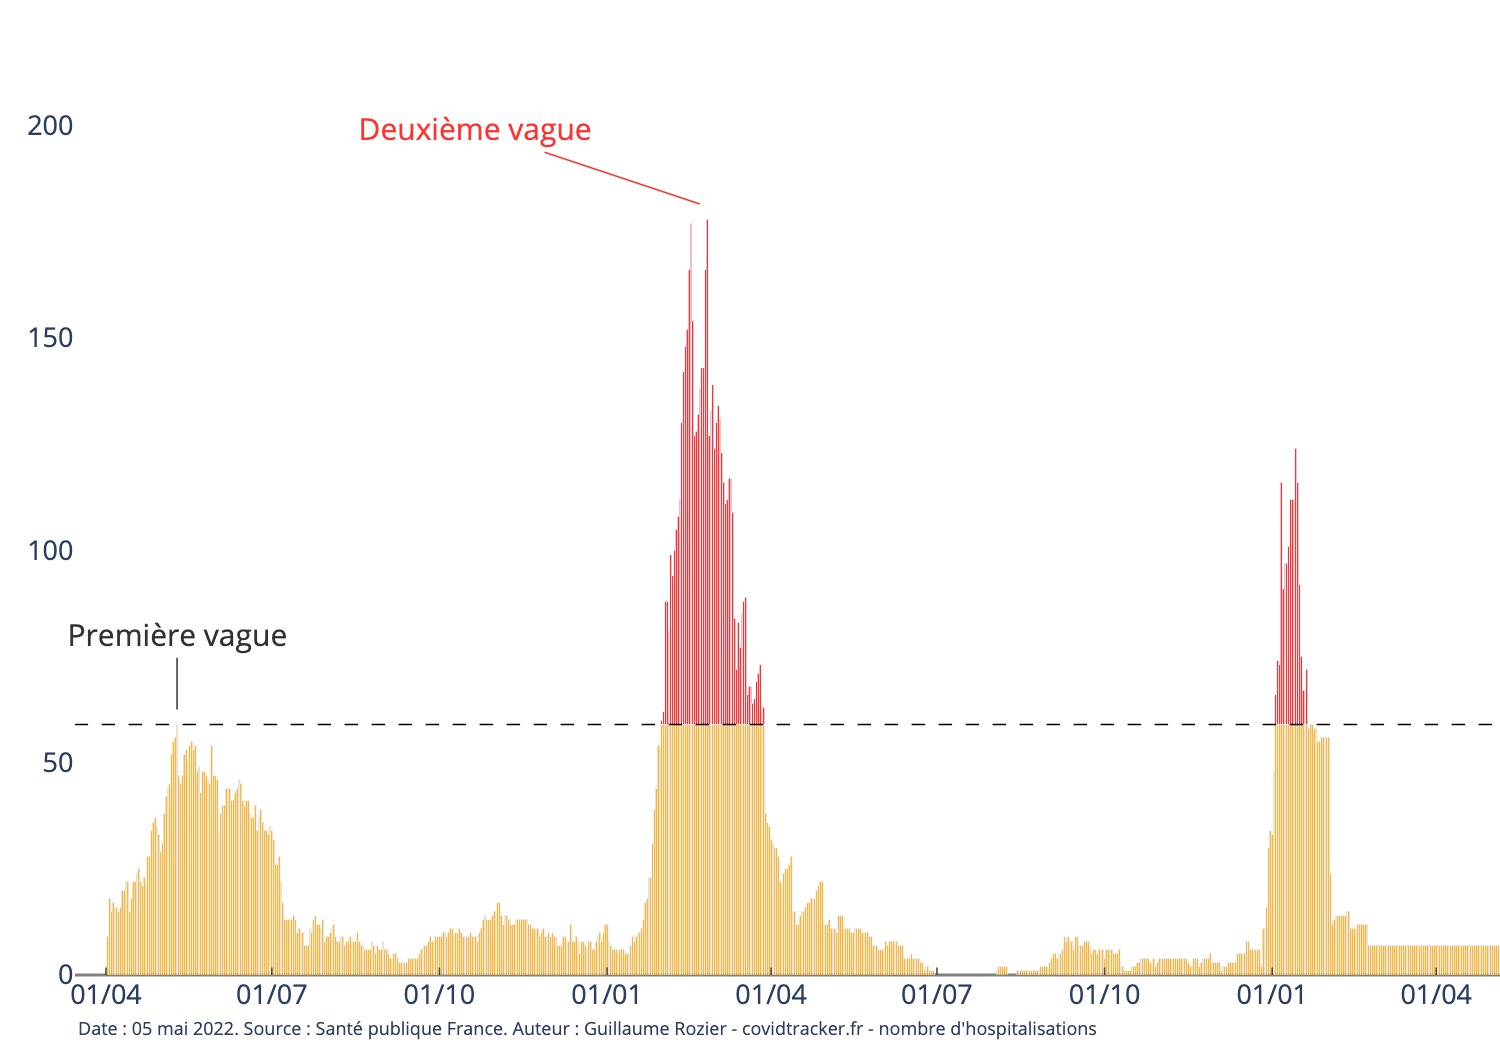 200
Deuxième vague
150
100
Première vague
50
0
01/04 01/07 01/10 01/01 01/04 01/07 01/10 01/01 01/04
Date : 05 mai 2022. Source : Santé publique France. Auteur : Guillaume Rozier - covidtracker.fr - nombre d'hospitalisations